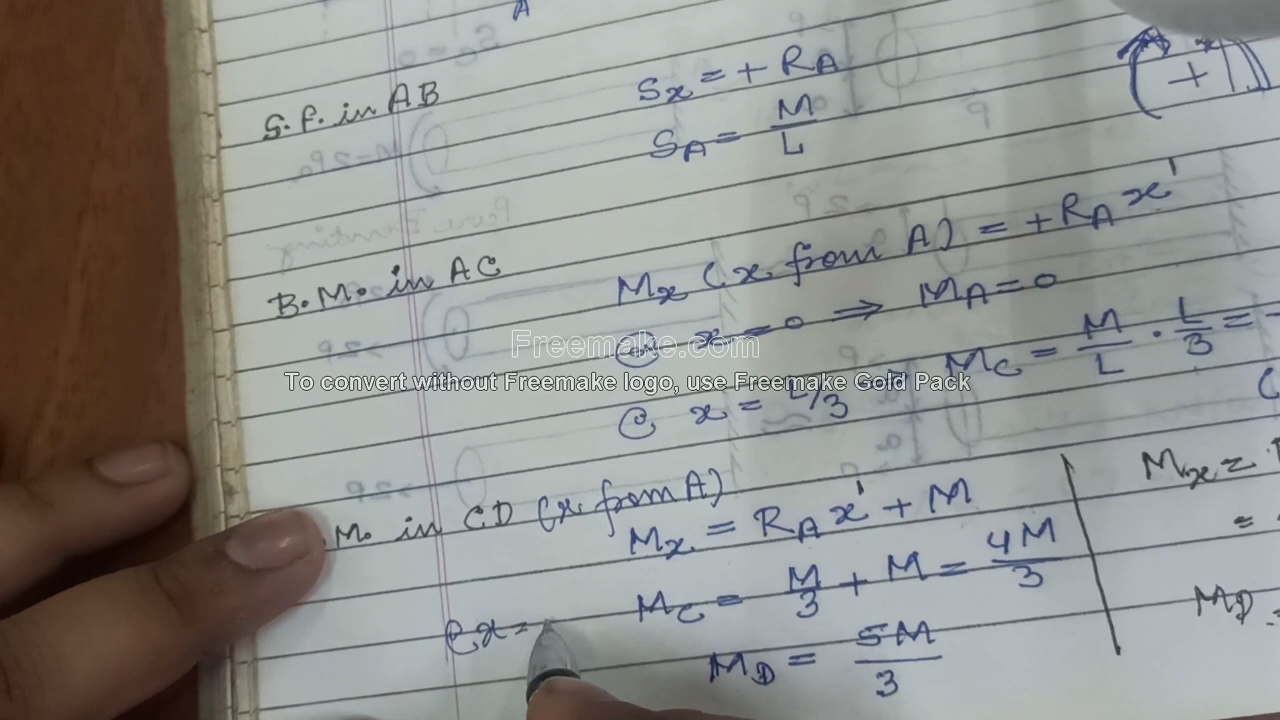 A
S.F. in AB
Sx = + RA
SA = M/L
B.M. in AC
Mx (x from A) = + RA x'
@ x = 0 ⇒ MA = 0
@ x = L/3 MC = M/L · L/3 =
M. in CD (x from A)
Mx = RA x' + M
Mx =
MC = M/3 + M = 4M/3
@ x =
MD = 5M/3
MD =
Freemake.com
To convert without Freemake logo, use Freemake Gold Pack